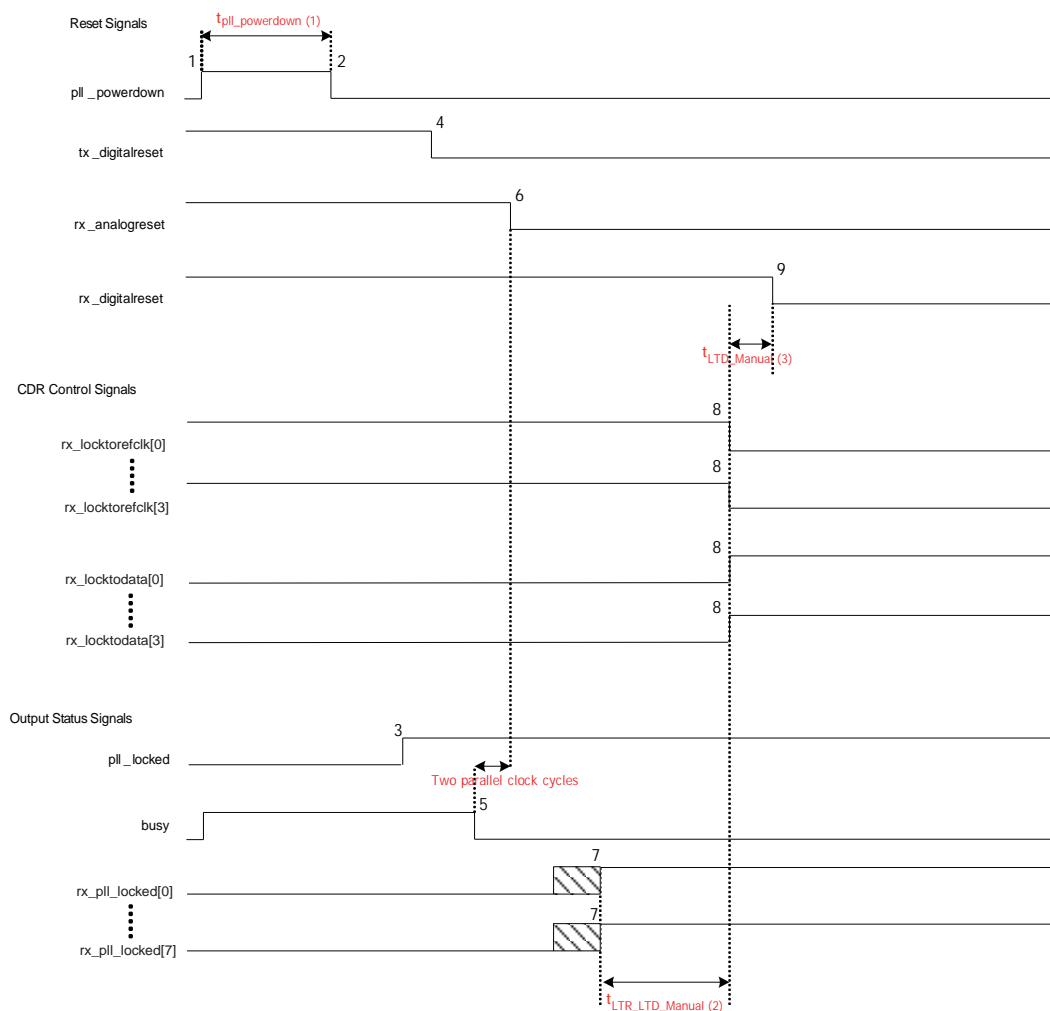 Reset Signals
tpll_powerdown (1)
1
2
pll _powerdown
4
tx _digitalreset
6
rx _analogreset
9
rx _digitalreset
tLTD_Manual (3)
CDR Control Signals
8
rx_locktorefclk[0]
8
rx_locktorefclk[3]
8
rx_locktodata[0]
8
rx_locktodata[3]
Output Status Signals
3
pll _locked
Two parallel clock cycles
5
busy
7
rx_pll_locked[0]
7
rx_pll_locked[7]
tLTR_LTD_Manual (2)